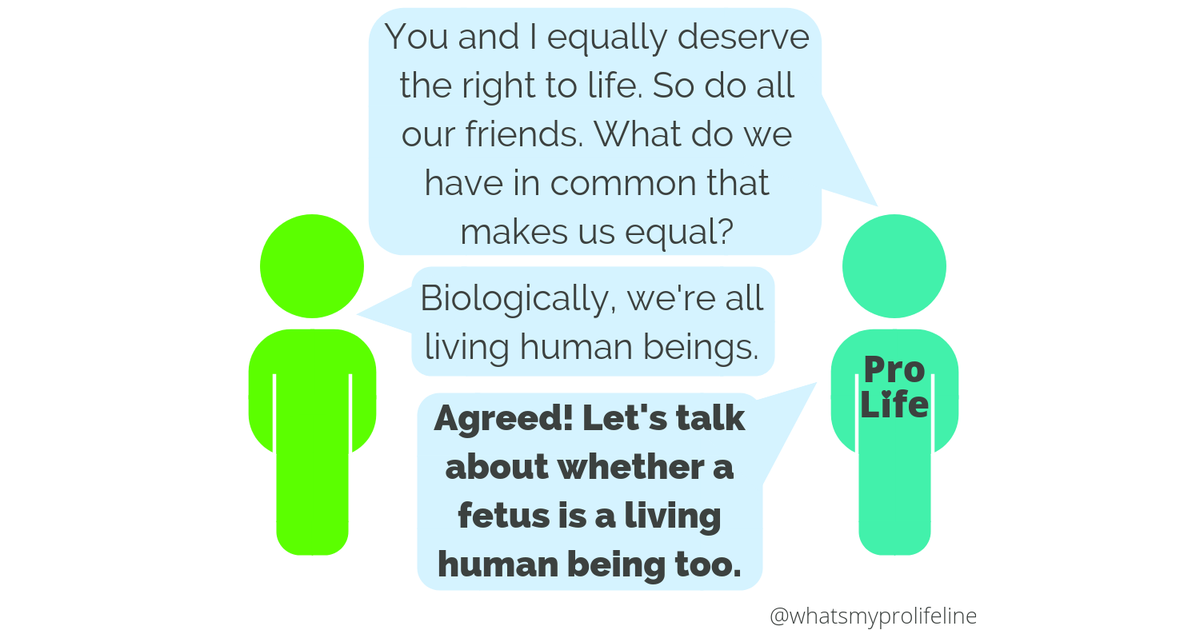 You and I equally deserve
the right to life. So do all
our friends. What do we
have in common that
makes us equal?
Biologically, we're all
living human beings.
Agreed! Let's talk
about whether a
fetus is a living
human being too.
Pro
Life
@whatsmyprolifeline